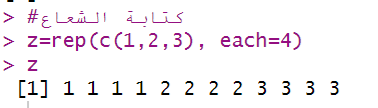 > #كتابة الشعاع
> z=rep(c(1,2,3), each=4)
> z
[1] 1 1 1 1 2 2 2 2 3 3 3 3